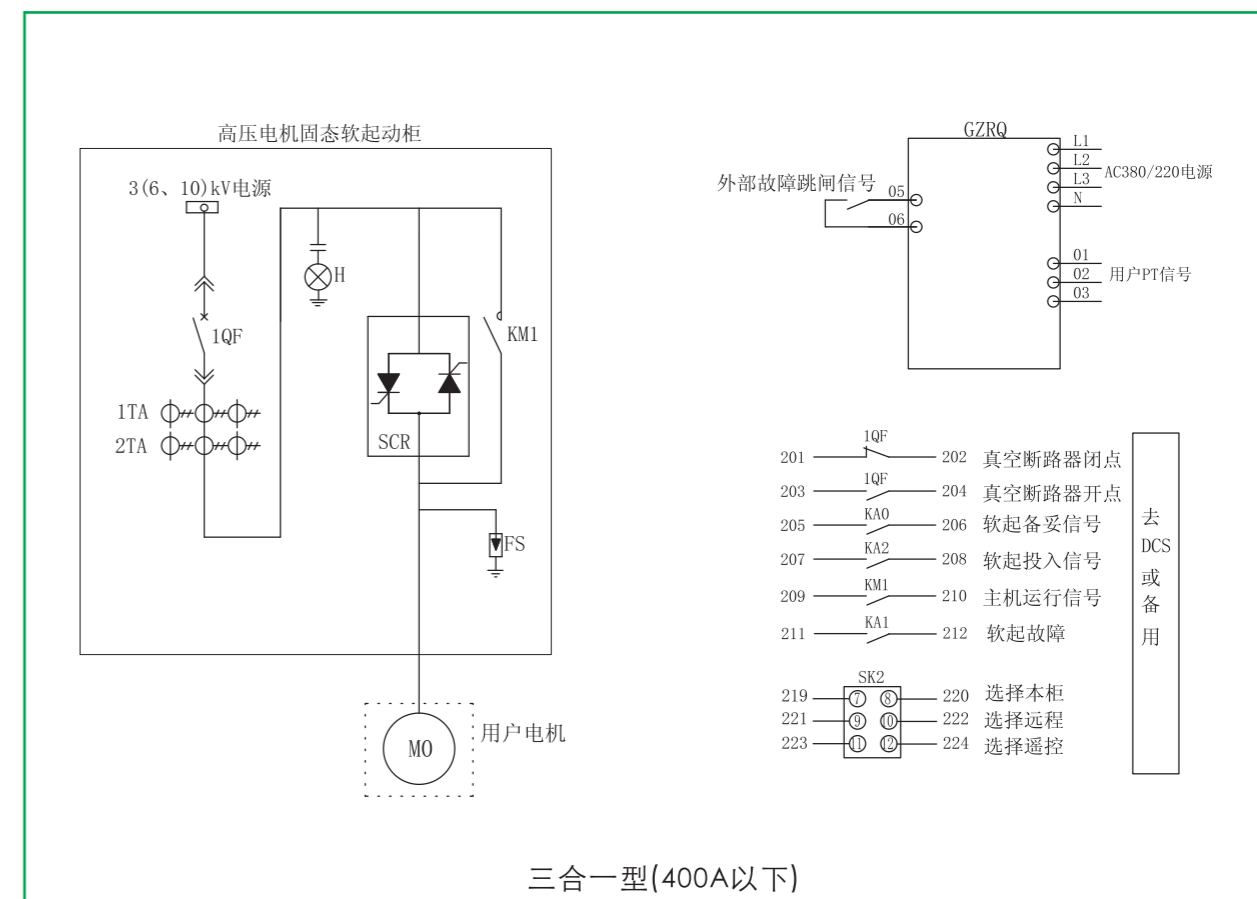 高压电机固态软起动柜
3(6、10)kV电源
H
1QF
KM1
1TA
2TA
SCR
FS
MO
用户电机
GZRQ
L1
L2
L3
N
AC380/220电源
外部故障跳闸信号
05
06
01
02
03
用户PT信号
201 1QF 202 真空断路器闭点
203 1QF 204 真空断路器开点
205 KA0 206 软起备妥信号
207 KA2 208 软起投入信号
209 KM1 210 主机运行信号
211 KA1 212 软起故障
SK2
219 ⑦ ⑧ 220 选择本柜
221 ⑨ ⑩ 222 选择远程
223 ⑪ ⑫ 224 选择遥控
去
DCS
或
备
用
三合一型(400A以下)